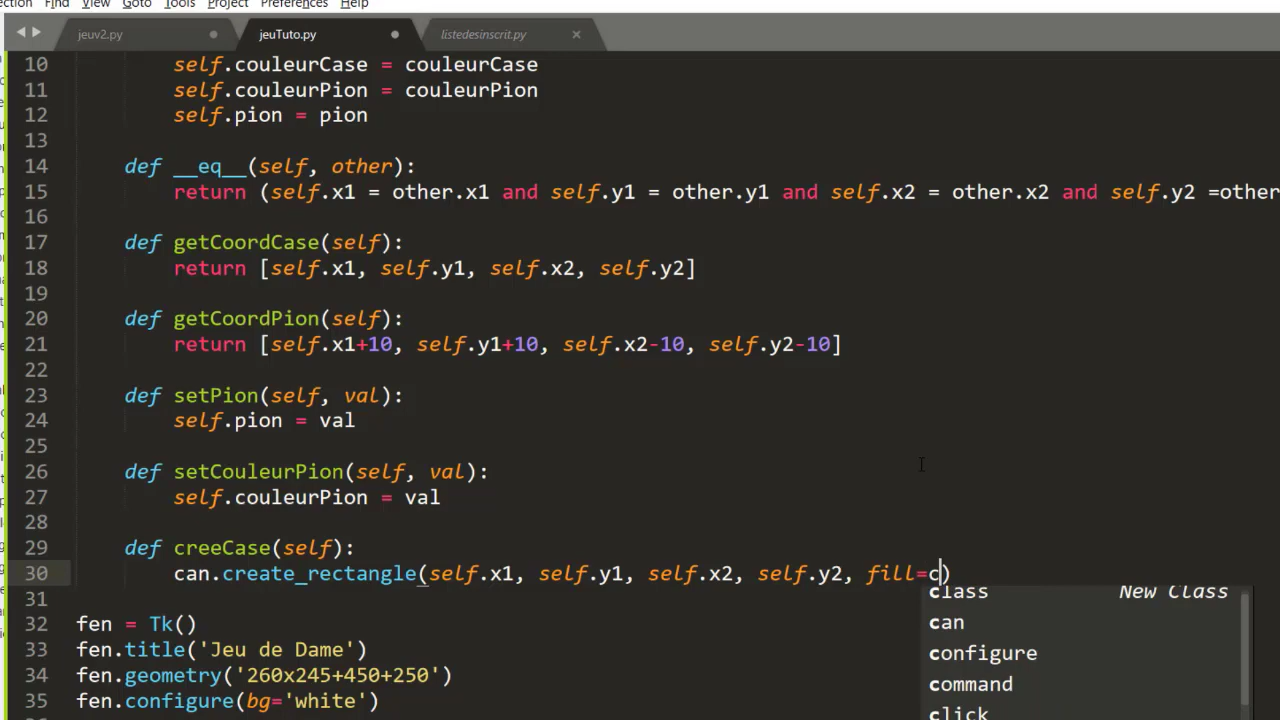 ection Find View Goto Tools Project Preferences Help
jeuv2.py jeuTuto.py listedesinscrit.py
10 self.couleurCase = couleurCase
11 self.couleurPion = couleurPion
12 self.pion = pion
13
14 def __eq__(self, other):
15 return (self.x1 = other.x1 and self.y1 = other.y1 and self.x2 = other.x2 and self.y2 =other
16
17 def getCoordCase(self):
18 return [self.x1, self.y1, self.x2, self.y2]
19
20 def getCoordPion(self):
21 return [self.x1+10, self.y1+10, self.x2-10, self.y2-10]
22
23 def setPion(self, val):
24 self.pion = val
25
26 def setCouleurPion(self, val):
27 self.couleurPion = val
28
29 def creeCase(self):
30 can.create_rectangle(self.x1, self.y1, self.x2, self.y2, fill=c)
class New Class
can
configure
command
click
31
32 fen = Tk()
33 fen.title('Jeu de Dame')
34 fen.geometry('260x245+450+250')
35 fen.configure(bg='white')